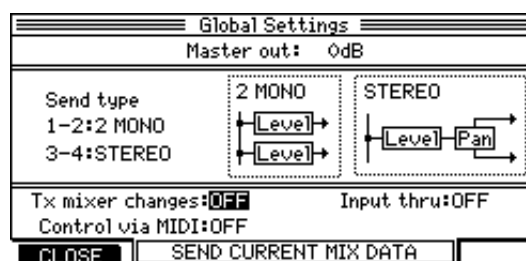 Global Settings
Master out: 0dB
Send type
1-2:2 MONO
3-4:STEREO
2 MONO
Level
Level
STEREO
Level Pan
Tx mixer changes:OFF Input thru:OFF
Control via MIDI:OFF
CLOSE SEND CURRENT MIX DATA